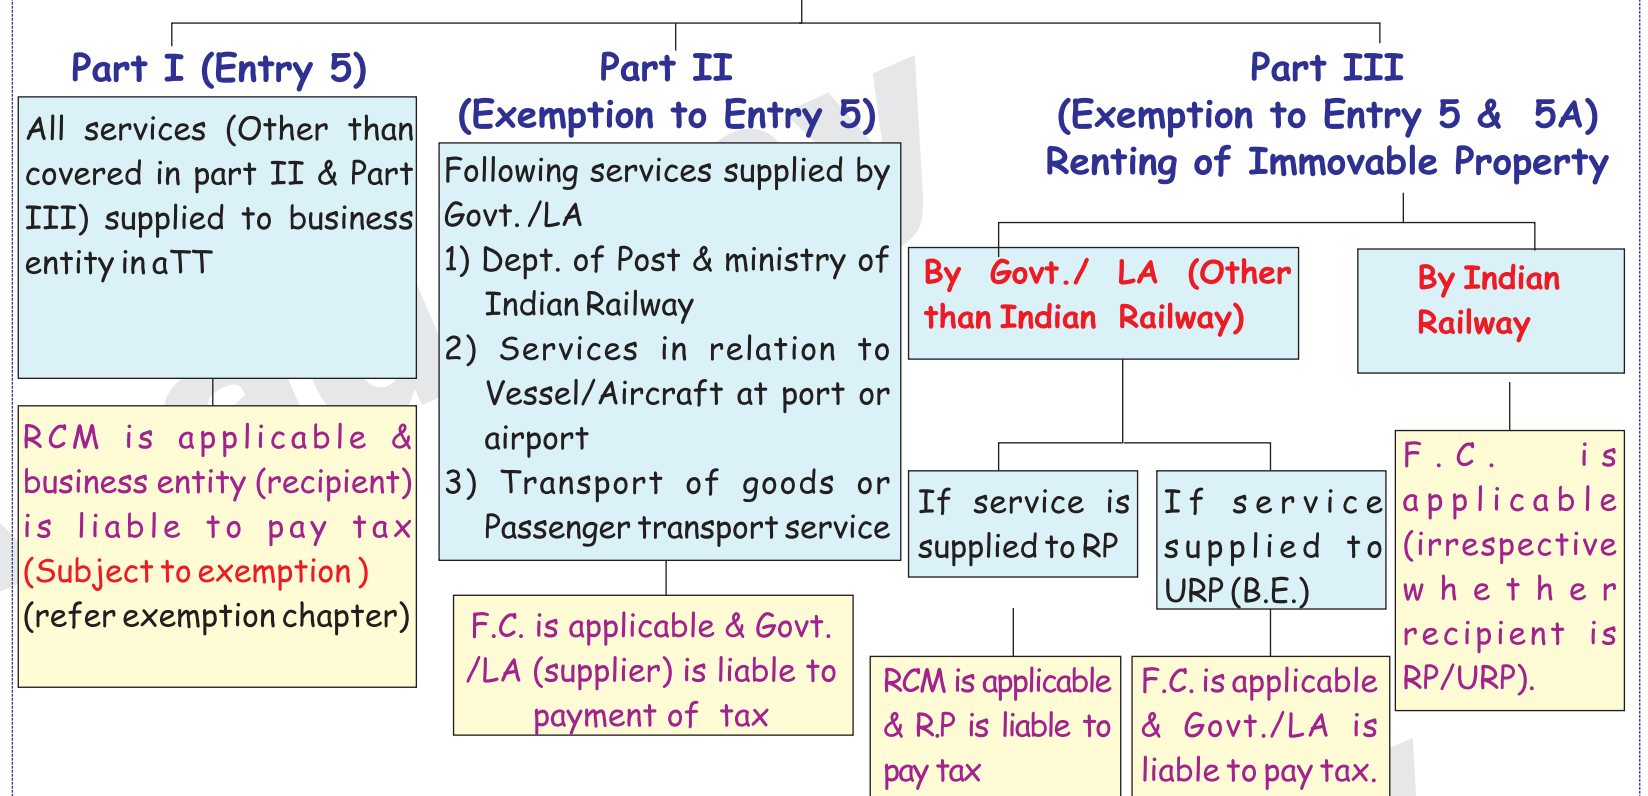 Part I (Entry 5)
All services (Other than
covered in part II & Part
III) supplied to business
entity in aTT
RCM is applicable &
business entity (recipient)
is liable to pay tax
(Subject to exemption )
(refer exemption chapter)
Part II
(Exemption to Entry 5)
Following services supplied by
Govt. /LA
1) Dept. of Post & ministry of
Indian Railway
2) Services in relation to
Vessel/Aircraft at port or
airport
3) Transport of goods or
Passenger transport service
F.C. is applicable & Govt.
/LA (supplier) is liable to
payment of tax
Part III
(Exemption to Entry 5 & 5A)
Renting of Immovable Property
By Govt./ LA (Other
than Indian Railway)
If service is
supplied to RP
RCM is applicable
& R.P is liable to
pay tax
If service
supplied to
URP (B.E.)
F.C. is applicable
& Govt./LA is
liable to pay tax.
By Indian
Railway
F.C. is
applicable
(irrespective
whether
recipient is
RP/URP).